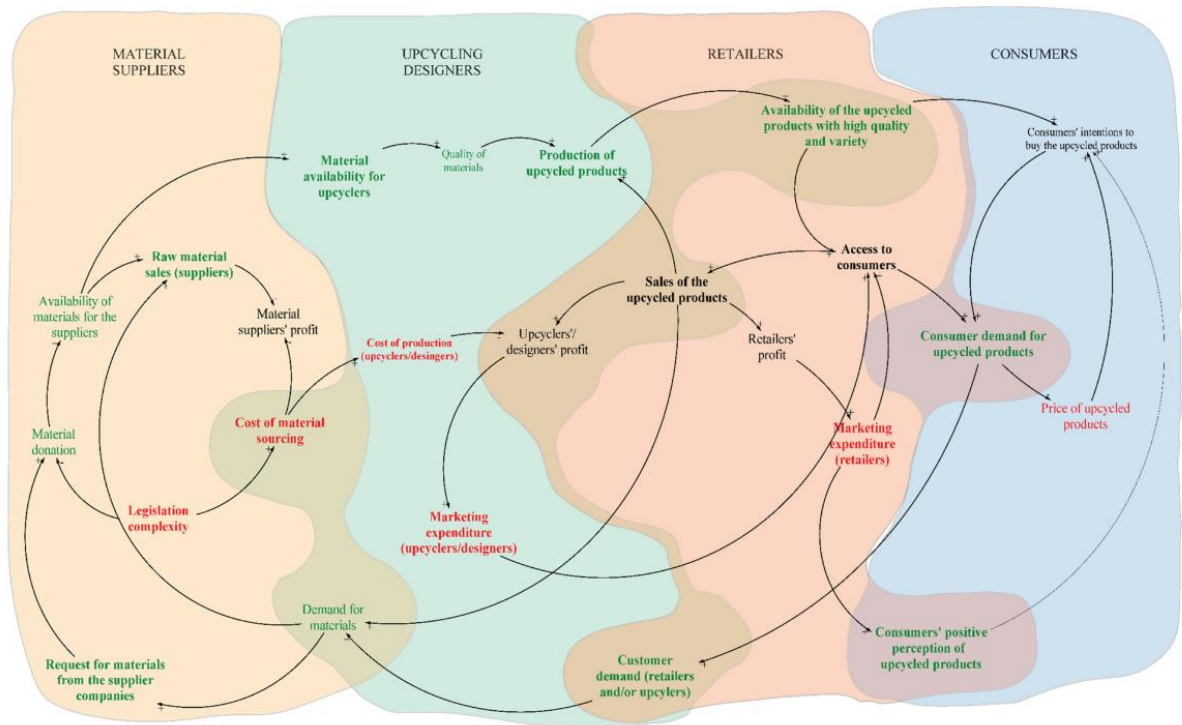 MATERIAL
SUPPLIERS
UPCYCLING
DESIGNERS
RETAILERS
CONSUMERS
Availability of the upcycled
products with high quality
and variety
Consumers' intentions to
buy the upcycled products
Material
availability for
upcyclers
Quality of
materials
Production of
upcycled products
Raw material
sales (suppliers)
Access to
consumers
Sales of the
upcycled products
Availability of
materials for the
suppliers
Material
suppliers' profit
Cost of production
(upcyclers/desingers)
Upcyclers'/
designers' profit
Retailers'
profit
Consumer demand for
upcycled products
Price of upcycled
products
Material
donation
Cost of material
sourcing
Marketing
expenditure
(retailers)
Legislation
complexity
Marketing
expenditure
(upcyclers/designers)
Demand for
materials
Consumers' positive
perception of
upcycled products
Request for materials
from the supplier
companies
Customer
demand (retailers
and/or upcylers)